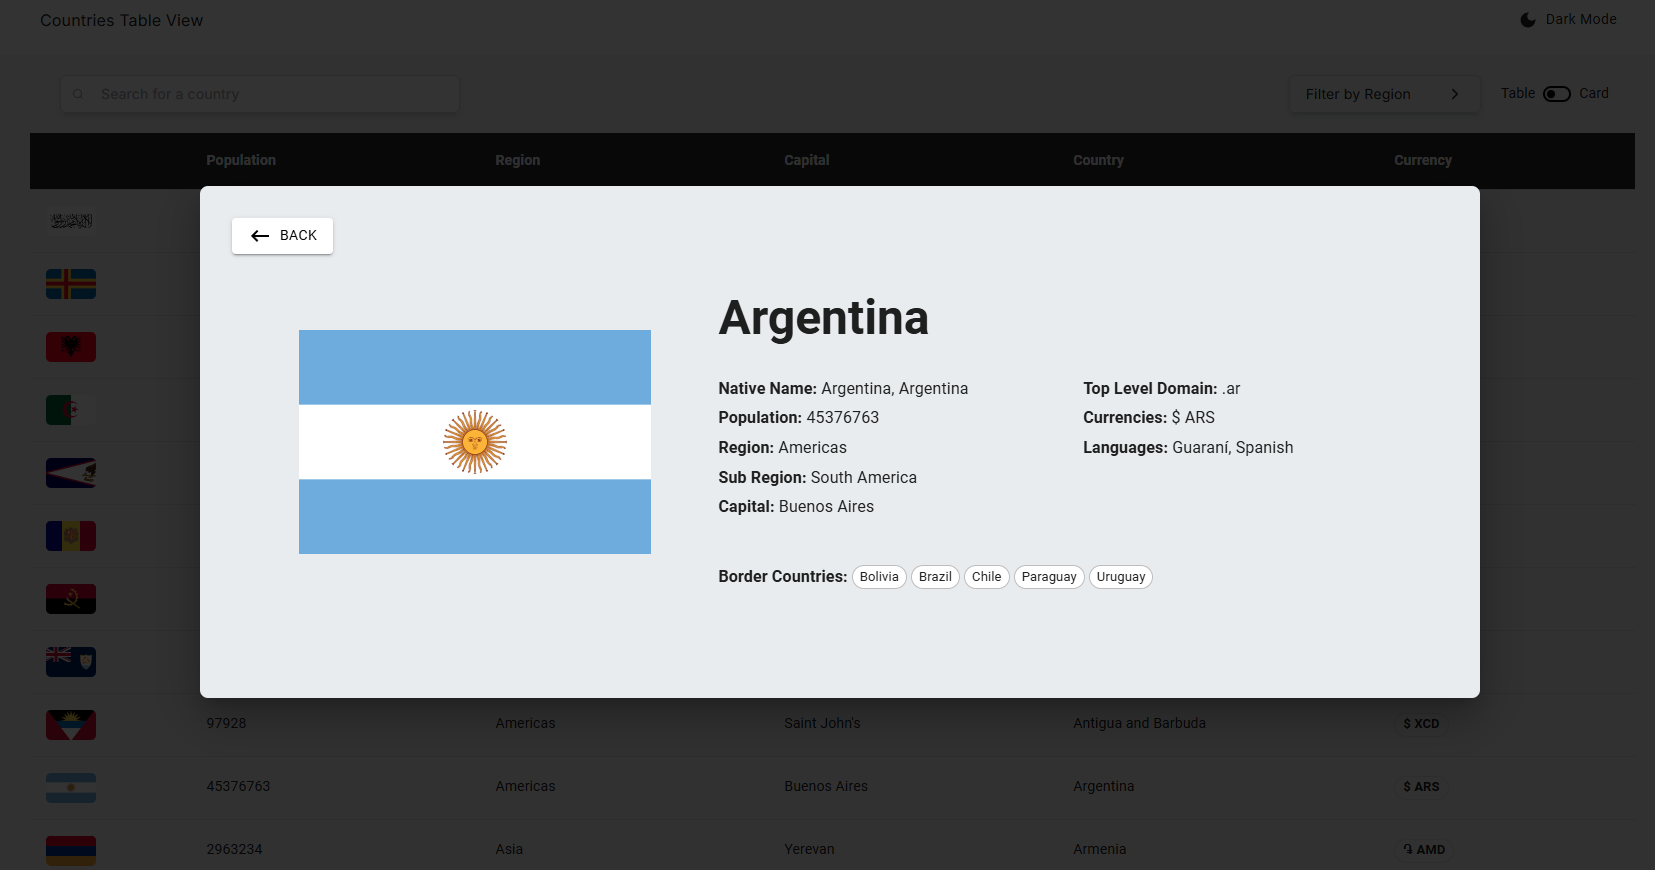 Countries Table View
Dark Mode
Search for a country
Filter by Region
Table
Card
Population
Region
Capital
Country
Currency
BACK
Argentina
Native Name: Argentina, Argentina
Population: 45376763
Region: Americas
Sub Region: South America
Capital: Buenos Aires
Top Level Domain: .ar
Currencies: $ ARS
Languages: Guaraní, Spanish
Border Countries: Bolivia Brazil Chile Paraguay Uruguay
97928 Americas Saint John's Antigua and Barbuda $ XCD
45376763 Americas Buenos Aires Argentina $ ARS
2963234 Asia Yerevan Armenia ֏ AMD